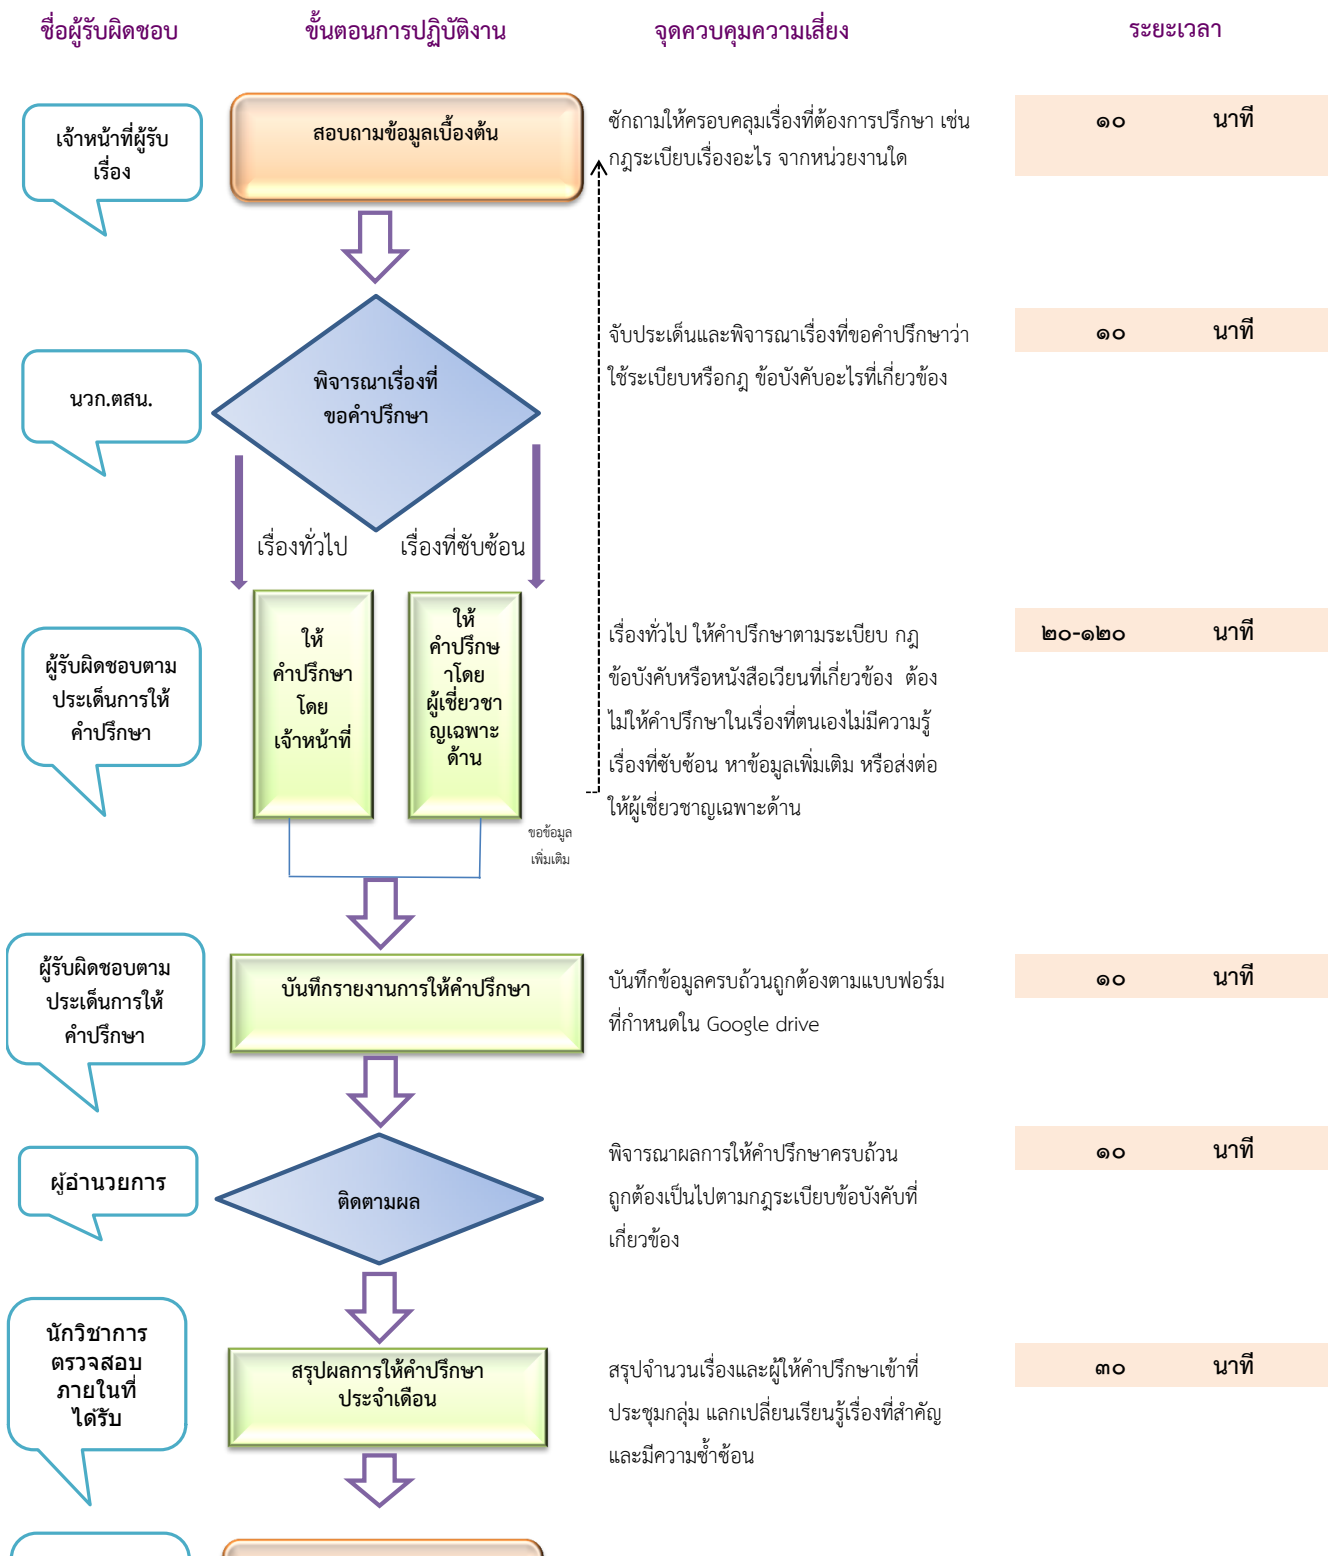 ชื่อผู้รับผิดชอบ ขั้นตอนการปฏิบัติงาน จุดควบคุมความเสี่ยง ระยะเวลา
เจ้าหน้าที่ผู้รับ
เรื่อง
สอบถามข้อมูลเบื้องต้น
ซักถามให้ครอบคลุมเรื่องที่ต้องการปรึกษา เช่น
กฎระเบียบเรื่องอะไร จากหน่วยงานใด
๑๐ นาที
นวก.ตสน.
พิจารณาเรื่องที่
ขอคำปรึกษา
จับประเด็นและพิจารณาเรื่องที่ขอคำปรึกษาว่า
ใช้ระเบียบหรือกฎ ข้อบังคับอะไรที่เกี่ยวข้อง
๑๐ นาที
เรื่องทั่วไป เรื่องที่ซับซ้อน
ผู้รับผิดชอบตาม
ประเด็นการให้
คำปรึกษา
ให้
คำปรึกษา
โดย
เจ้าหน้าที่
ให้
คำปรึกษ
าโดย
ผู้เชี่ยวชา
ญเฉพาะ
ด้าน
เรื่องทั่วไป ให้คำปรึกษาตามระเบียบ กฎ
ข้อบังคับหรือหนังสือเวียนที่เกี่ยวข้อง ต้อง
ไม่ให้คำปรึกษาในเรื่องที่ตนเองไม่มีความรู้
เรื่องที่ซับซ้อน หาข้อมูลเพิ่มเติม หรือส่งต่อ
ให้ผู้เชี่ยวชาญเฉพาะด้าน
๒๐-๑๒๐ นาที
ขอข้อมูล
เพิ่มเติม
ผู้รับผิดชอบตาม
ประเด็นการให้
คำปรึกษา
บันทึกรายงานการให้คำปรึกษา
บันทึกข้อมูลครบถ้วนถูกต้องตามแบบฟอร์ม
ที่กำหนดใน Google drive
๑๐ นาที
ผู้อำนวยการ
ติดตามผล
พิจารณาผลการให้คำปรึกษาครบถ้วน
ถูกต้องเป็นไปตามกฎระเบียบข้อบังคับที่
เกี่ยวข้อง
๑๐ นาที
นักวิชาการ
ตรวจสอบ
ภายในที่
ได้รับ
สรุปผลการให้คำปรึกษา
ประจำเดือน
สรุปจำนวนเรื่องและผู้ให้คำปรึกษาเข้าที่
ประชุมกลุ่ม แลกเปลี่ยนเรียนรู้เรื่องที่สำคัญ
และมีความซ้ำซ้อน
๓๐ นาที